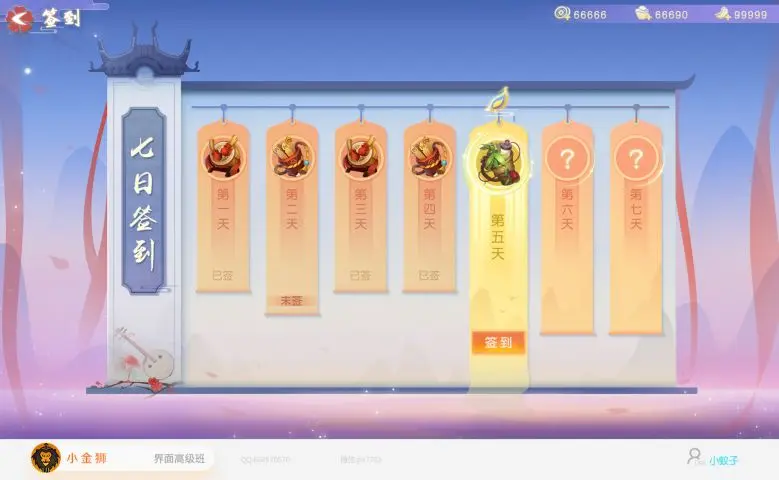 签到
66666
66690
99999
七日签到
第一天
已签
第二天
未签
第三天
已签
第四天
已签
第五天
签到
?
第六天
?
第七天
小金狮
界面高级班
小蚁子